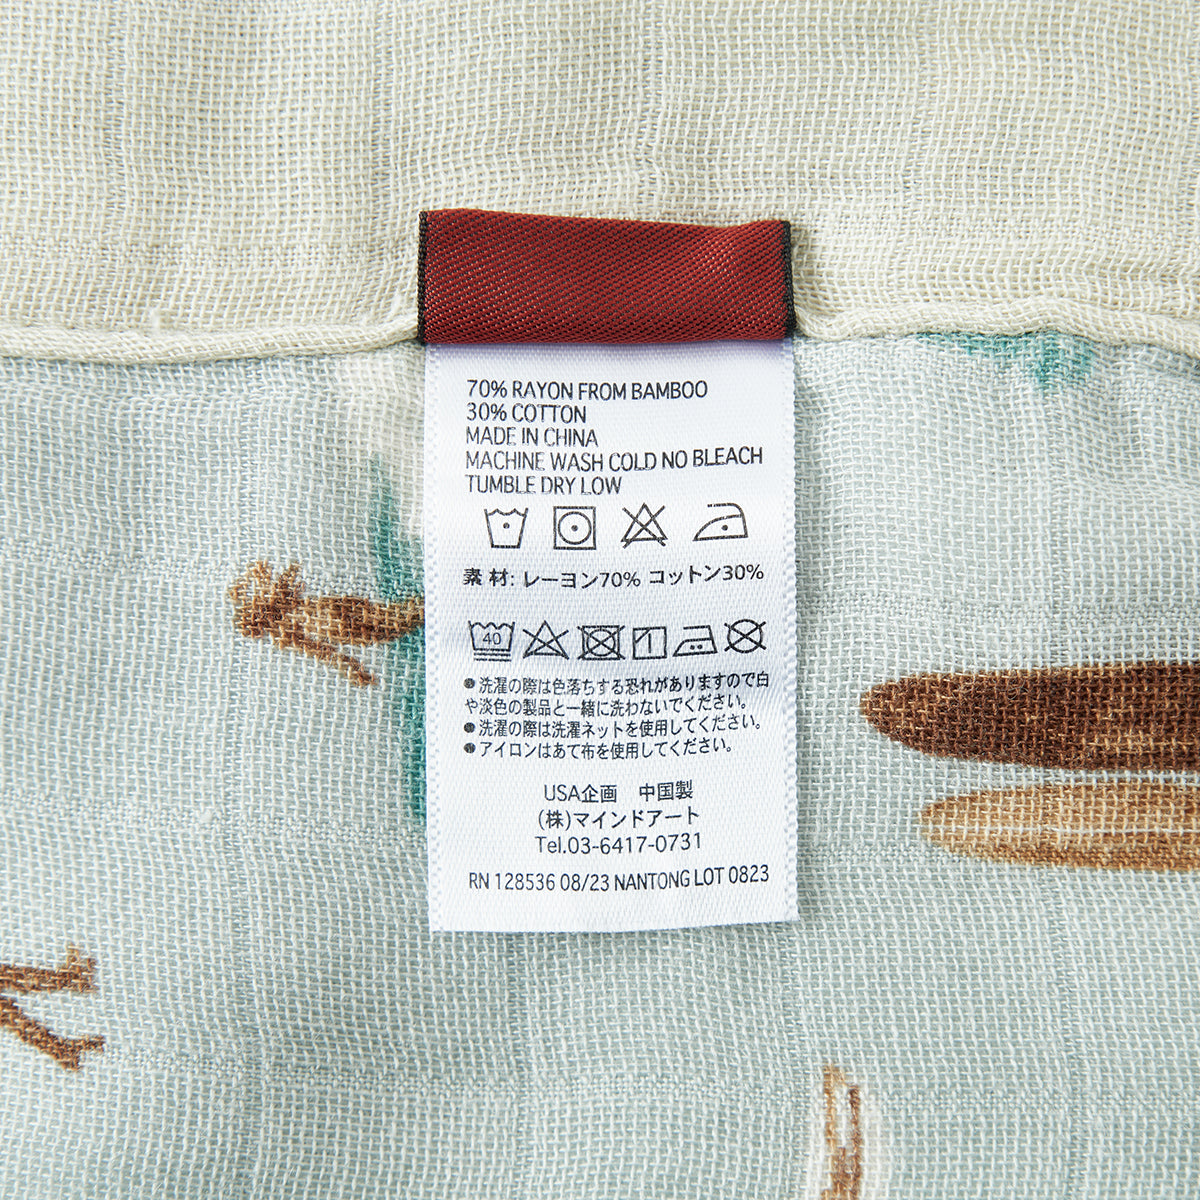 70% RAYON FROM BAMBOO
30% COTTON
MADE IN CHINA
MACHINE WASH COLD NO BLEACH
TUMBLE DRY LOW
素材: レーヨン70% コットン30%
40
●洗濯の際は色落ちする恐れがありますので白
や淡色の製品と一緒に洗わないでください。
●洗濯の際は洗濯ネットを使用してください。
●アイロンはあて布を使用してください。
USA企画 中国製
(株)マインドアート
Tel.03-6417-0731
RN 128536 08/23 NANTONG LOT 0823